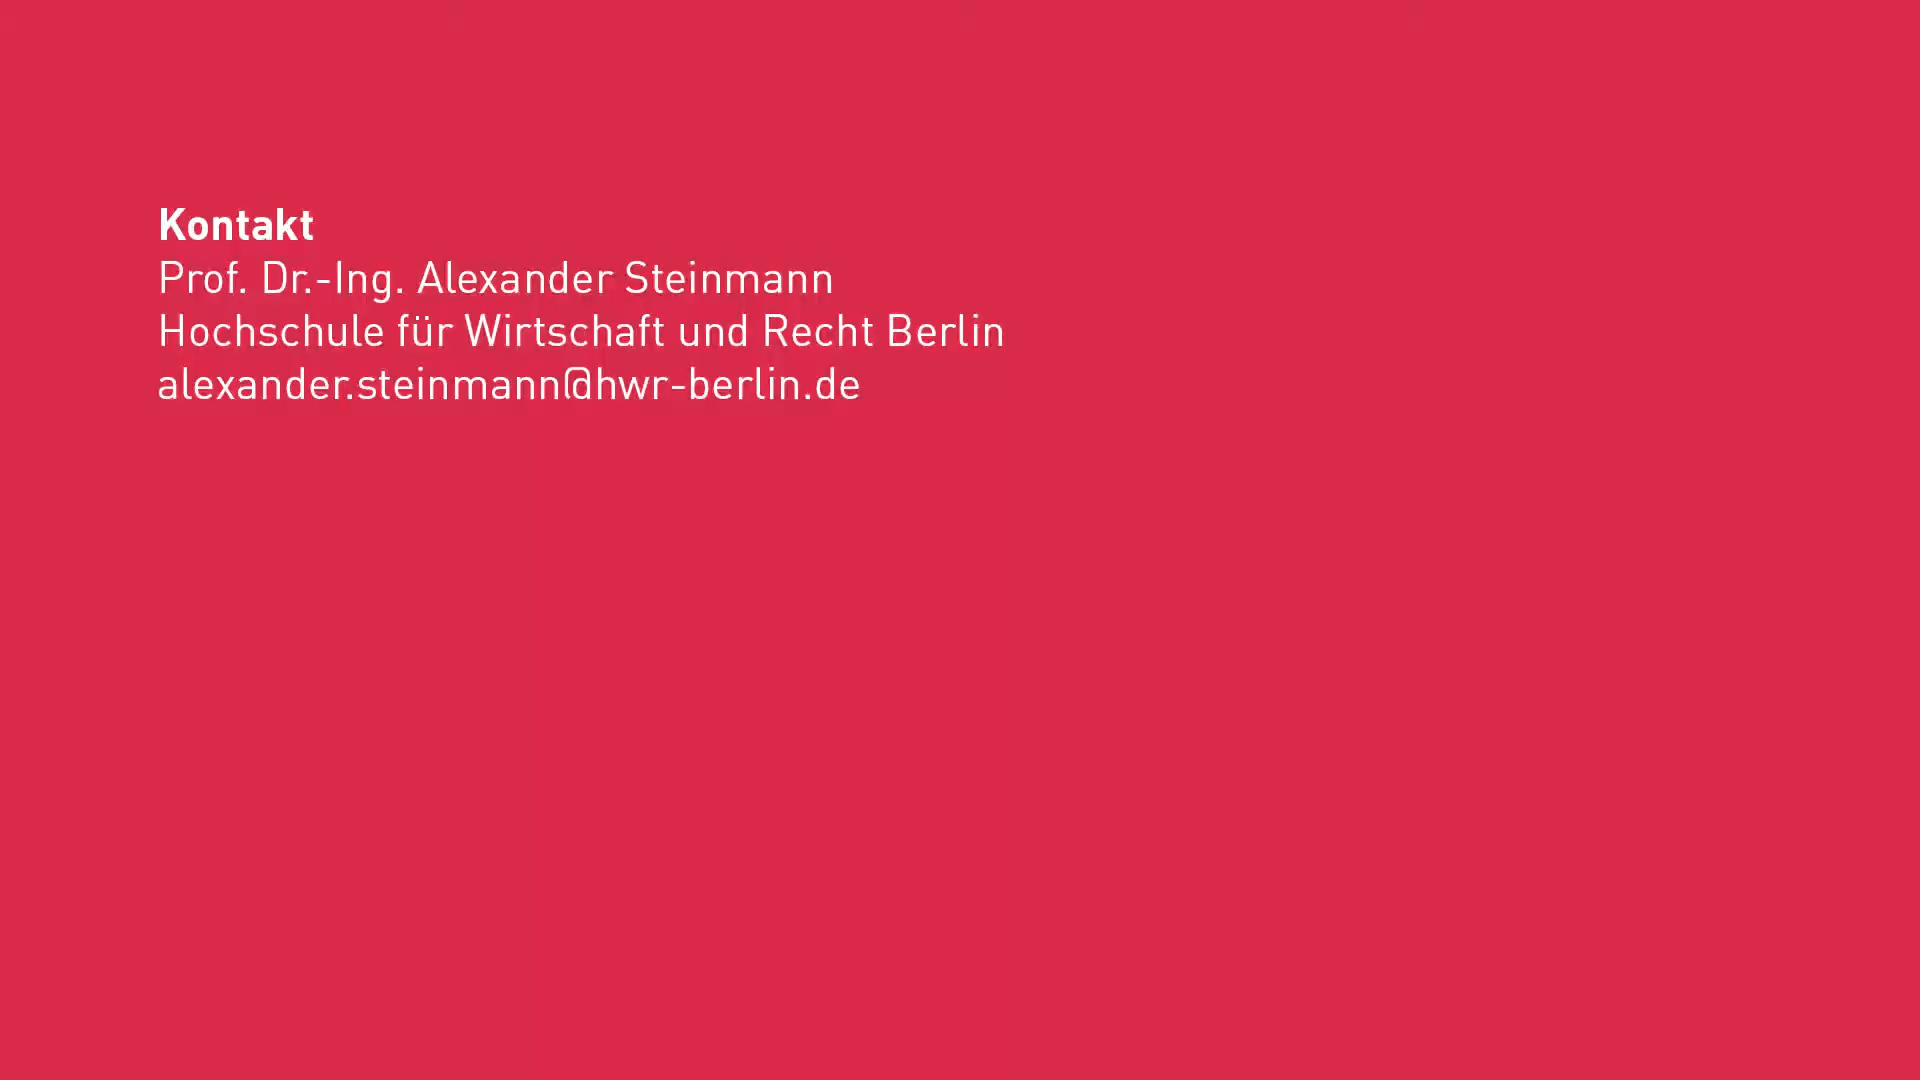 Kontakt
Prof. Dr.-Ing. Alexander Steinmann
Hochschule für Wirtschaft und Recht Berlin
alexander.steinmann@hwr-berlin.de